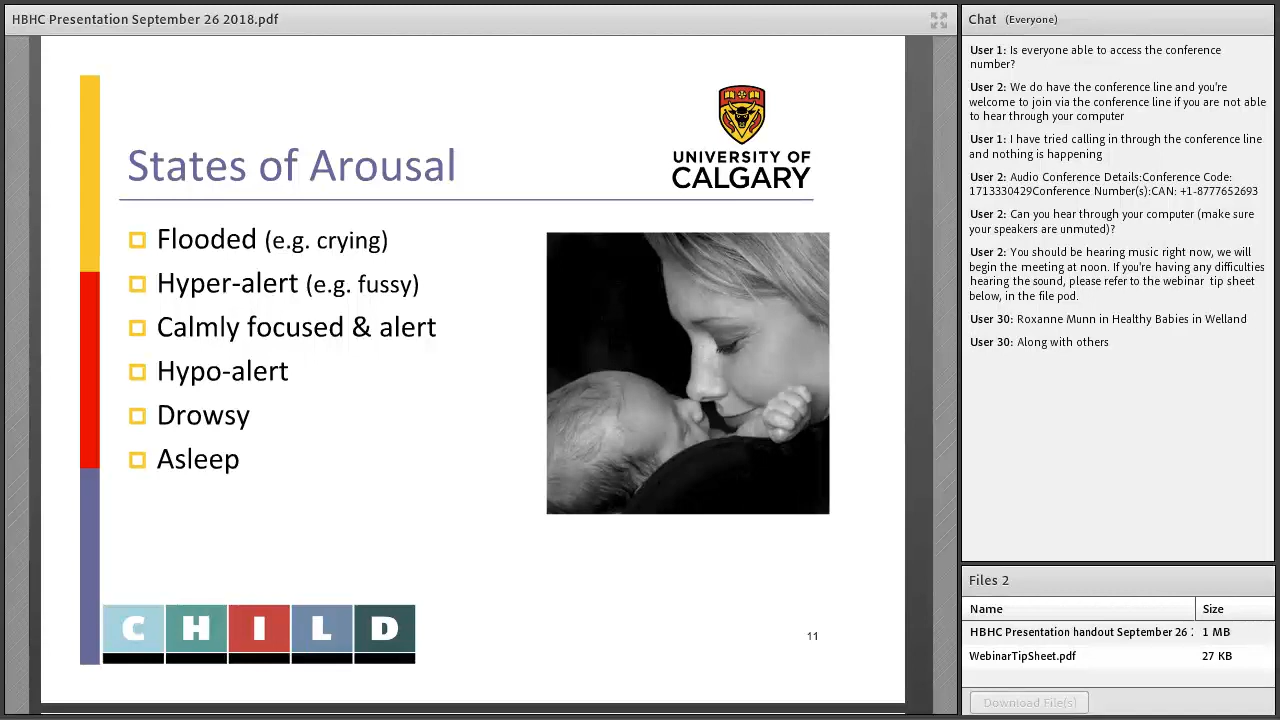 HBHC Presentation September 26 2018.pdf
UNIVERSITY OF
CALGARY
States of Arousal
Flooded (e.g. crying)
Hyper-alert (e.g. fussy)
Calmly focused & alert
Hypo-alert
Drowsy
Asleep
C H I L D
11
Chat (Everyone)
User 1: Is everyone able to access the conference
number?
User 2: We do have the conference line and you're
welcome to join via the conference line if you are not able
to hear through your computer
User 1: I have tried calling in through the conference line
and nothing is happening
User 2: Audio Conference Details:Conference Code:
1713330429Conference Number(s):CAN: +1-8777652693
User 2: Can you hear through your computer (make sure
your speakers are unmuted)?
User 2: You should be hearing music right now, we will
begin the meeting at noon. If you're having any difficulties
hearing the sound, please refer to the webinar tip sheet
below, in the file pod.
User 30: Roxanne Munn in Healthy Babies in Welland
User 30: Along with others
Files 2
Name Size
HBHC Presentation handout September 26 1 MB
WebinarTipSheet.pdf 27 KB
Download File(s)